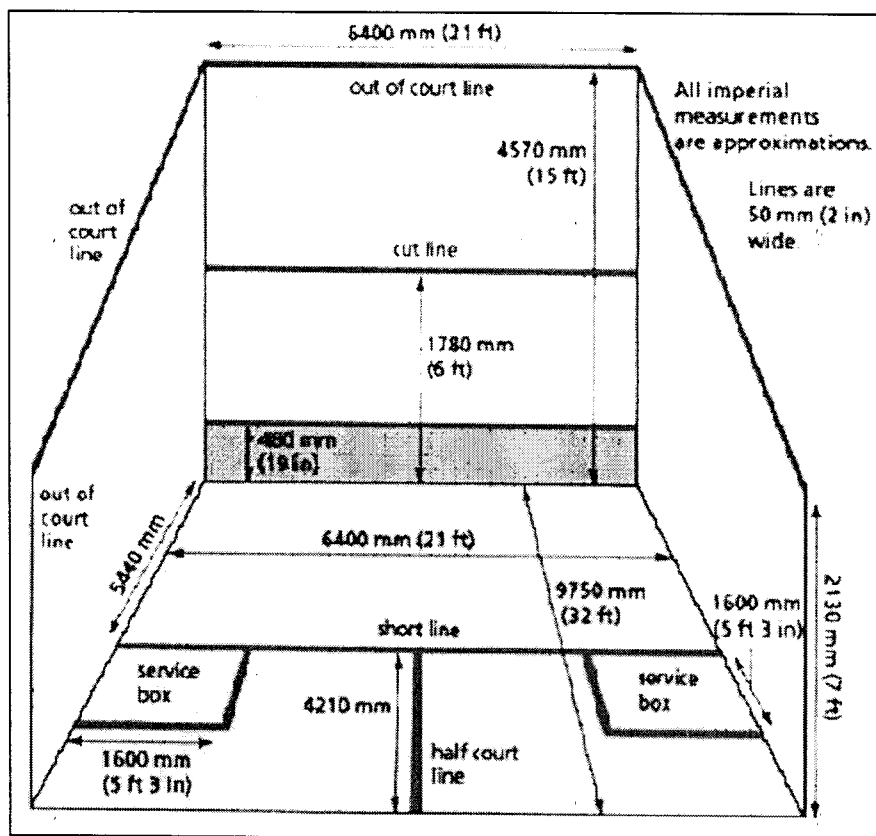 6400 mm (21 ft)
out of court line
All imperial
measurements
are approximations.
4570 mm
(15 ft)
Lines are
50 mm (2 in)
wide.
out of
court
line
cut line
1780 mm
(6 ft)
480 mm
(19 in)
out of
court
line
5440 mm
6400 mm (21 ft)
9750 mm
(32 ft)
1600 mm
(5 ft 3 in)
2130 mm (7 ft)
short line
service
box
4210 mm
service
box
1600 mm
(5 ft 3 in)
half court
line